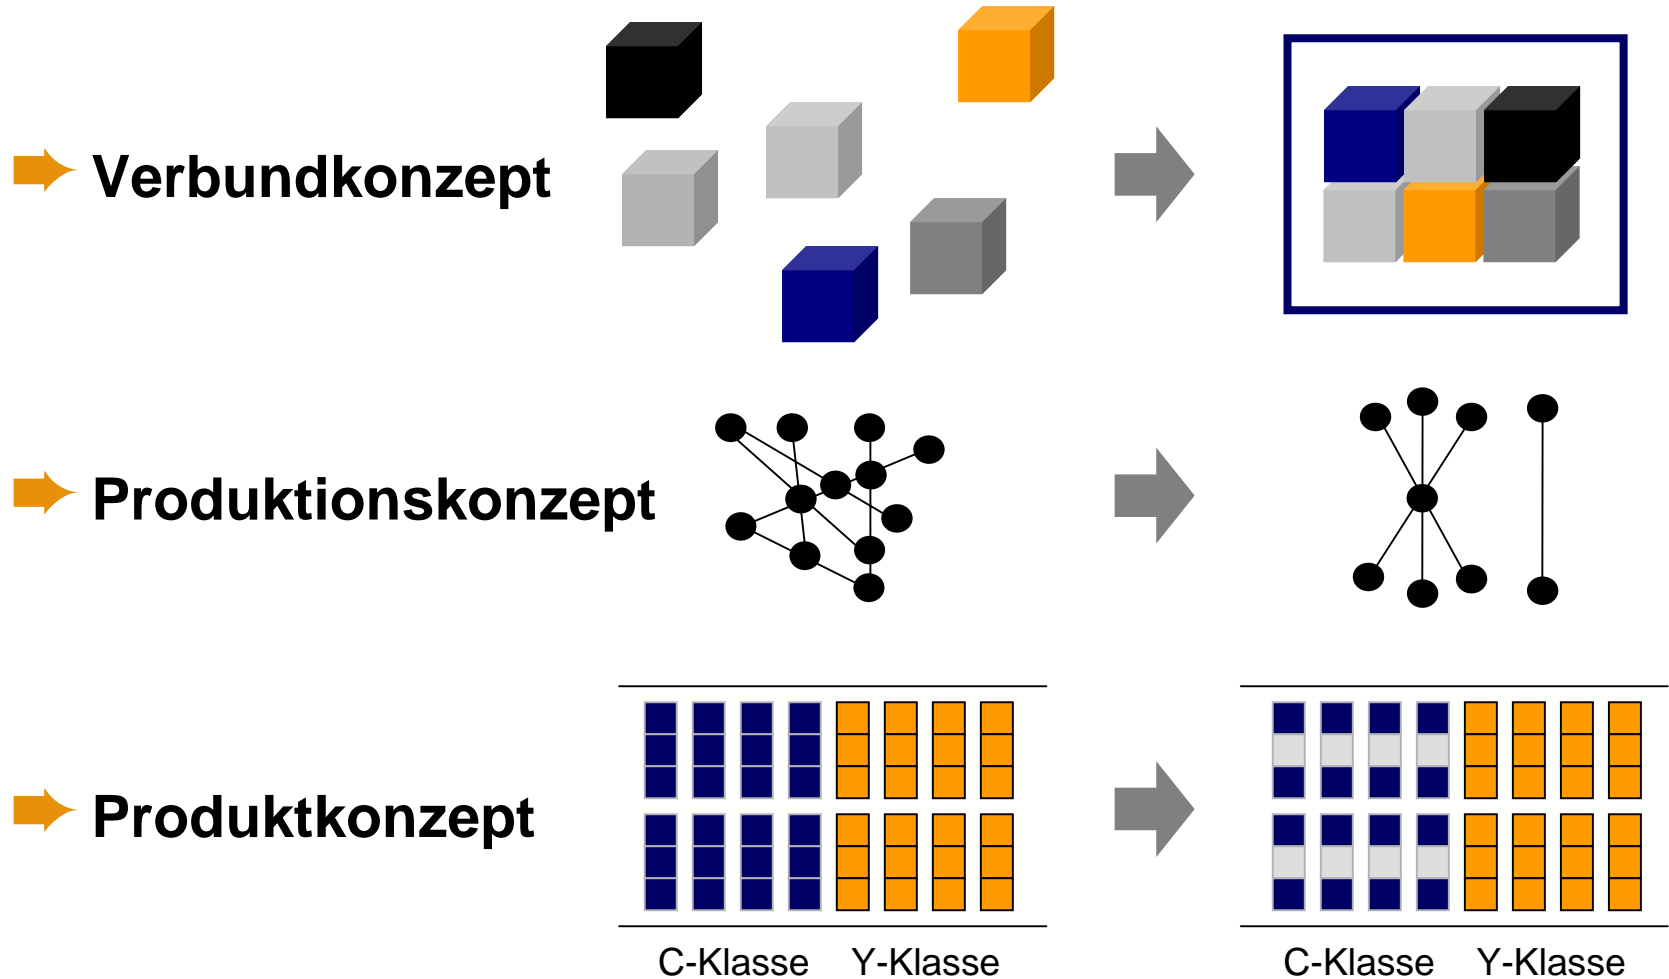 Verbundkonzept
Produktionskonzept
Produktkonzept
C-Klasse Y-Klasse
C-Klasse Y-Klasse